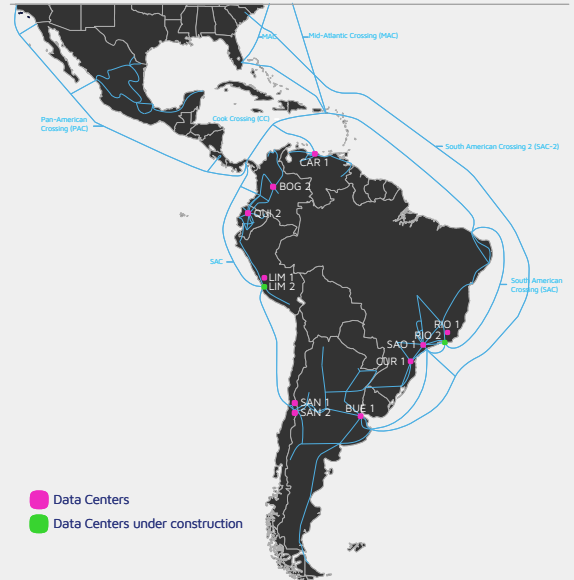 MAC
Mid-Atlantic Crossing (MAC)
Pan-American
Crossing (PAC)
Cook Crossing (CC)
South American Crossing 2 (SAC-2)
CAR 1
BOG 2
QUI 2
SAC
LIM 1
LIM 2
South American
Crossing (SAC)
RIO 1
RIO 2
SAO 1
CUR 1
SAN 1
SAN 2
BUE 1
Data Centers
Data Centers under construction